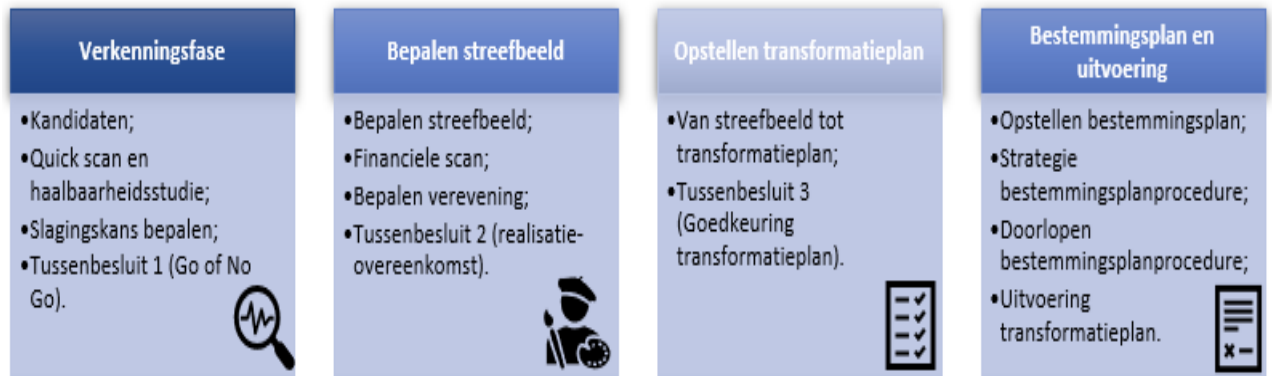 Verkenningsfase
•Kandidaten;
•Quick scan en
haalbaarheidsstudie;
•Slagingskans bepalen;
•Tussenbesluit 1 (Go of No
Go).
Bepalen streefbeeld
•Bepalen streefbeeld;
•Financiele scan;
•Bepalen verevening;
•Tussenbesluit 2 (realisatie-
overeenkomst).
Opstellen transformatieplan
•Van streefbeeld tot
transformatieplan;
•Tussenbesluit 3
(Goedkeuring
transformatieplan).
Bestemmingsplan en
uitvoering
•Opstellen bestemmingsplan;
•Strategie
bestemmingsplanprocedure;
•Doorlopen
bestemmingsplanprocedure;
•Uitvoering
transformatieplan.